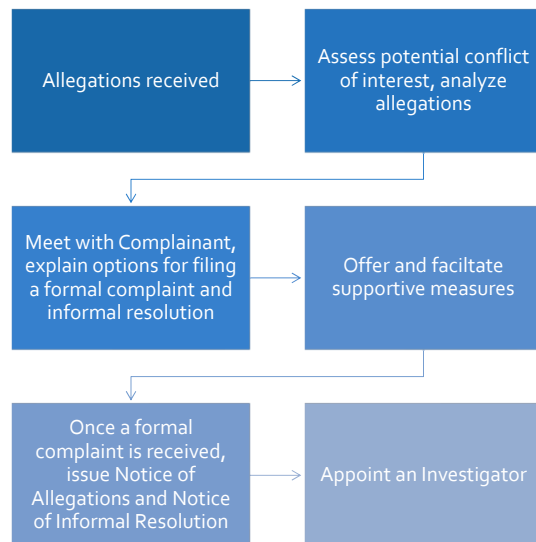 Allegations received
Assess potential conflict
of interest, analyze
allegations
Meet with Complainant,
explain options for filing
a formal complaint and
informal resolution
Offer and faciltate
supportive measures
Once a formal
complaint is received,
issue Notice of
Allegations and Notice
of Informal Resolution
Appoint an Investigator